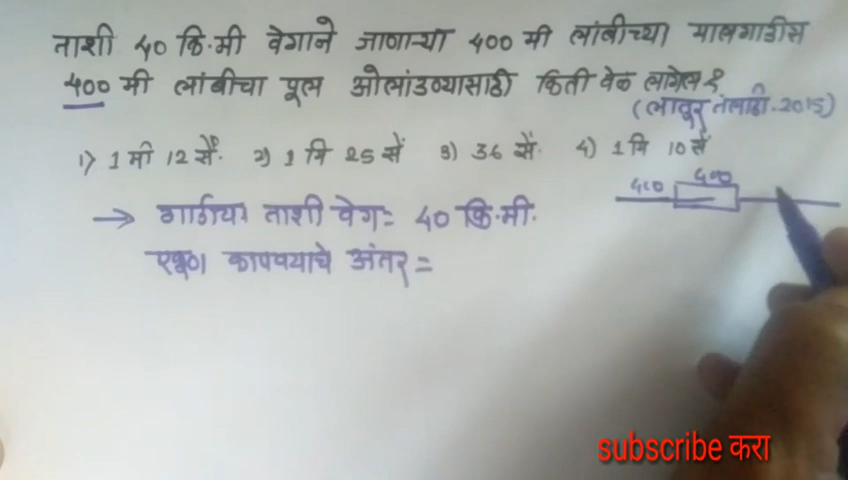 ताशी 40 कि.मी वेगाने जाणाऱ्या 400 मी लांबीच्या मालगाडीस
400 मी लांबीचा पूल ओलांडण्यासाठी किती वेळ लागेल?
(लातूर तलाठी.2015)
1) 1 मी 12 सें. 2) 1 मि 25 सें 3) 36 सें. 4) 1 मि 10 सें
400 400
→ गाडीचा ताशी वेग= 40 कि.मी.
एकूण कापवयाचे अंतर=
subscribe करा